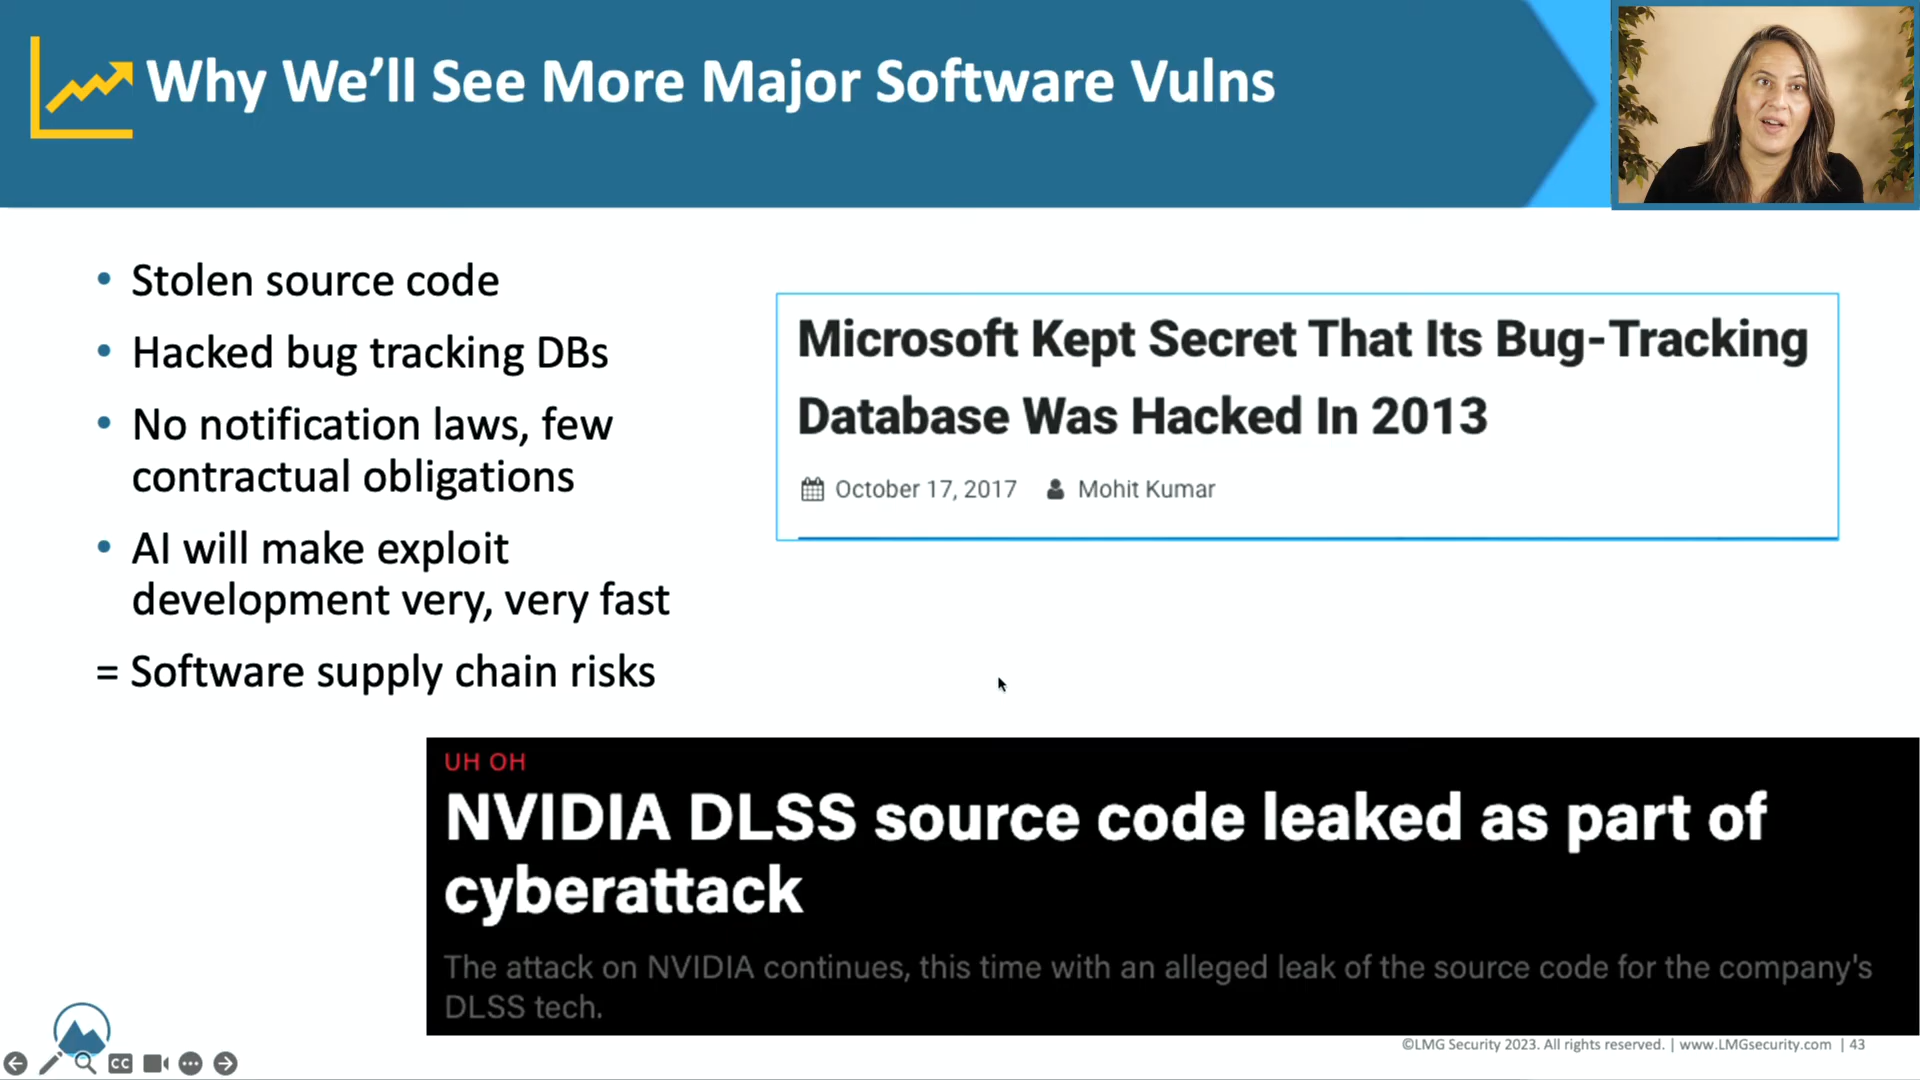 Why We’ll See More Major Software Vulns
• Stolen source code
• Hacked bug tracking DBs
• No notification laws, few
contractual obligations
• AI will make exploit
development very, very fast
= Software supply chain risks
Microsoft Kept Secret That Its Bug-Tracking
Database Was Hacked In 2013
October 17, 2017 Mohit Kumar
UH OH
NVIDIA DLSS source code leaked as part of
cyberattack
The attack on NVIDIA continues, this time with an alleged leak of the source code for the company's
DLSS tech.
CC
©LMG Security 2023. All rights reserved. | www.LMGsecurity.com | 43